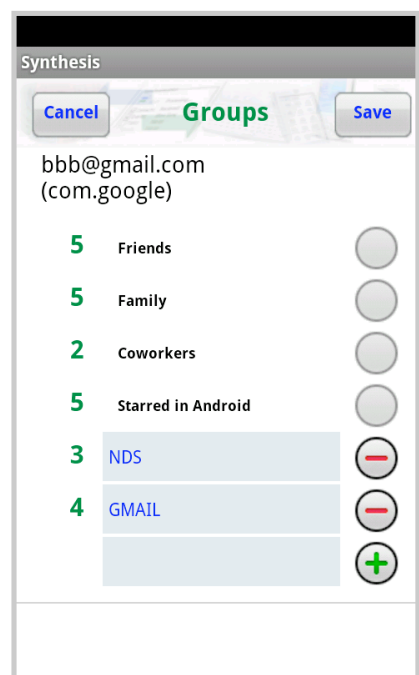 Synthesis
Cancel Groups Save
bbb@gmail.com
(com.google)
5 Friends
5 Family
2 Coworkers
5 Starred in Android
3 NDS
4 GMAIL